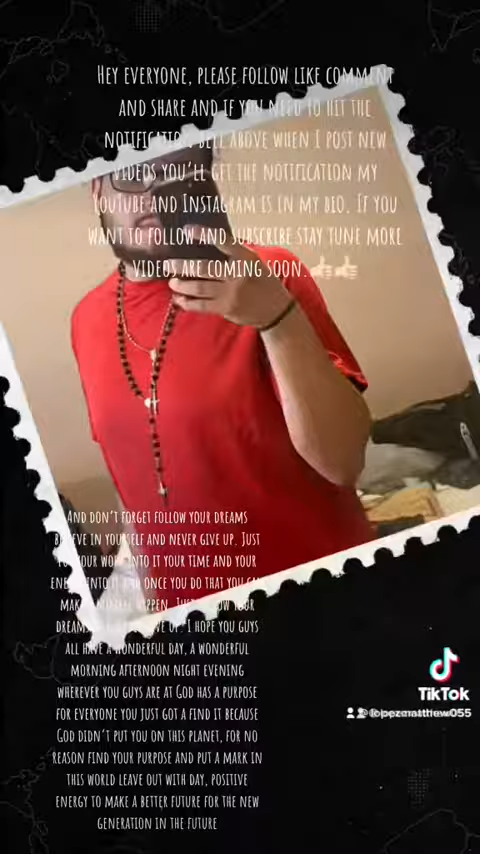 Hey everyone, please follow like comment
and share and if you need to hit the
notification bell above when I post new
videos you'll get the notification my
YouTube and Instagram is in my bio. If you
want to follow and subscribe stay tune more
videos are coming soon.👍👍
And don't forget follow your dreams
believe in yourself and never give up. Just
your work into it your time and your
into it and once you do that you can
happen. Just your
all have a wonderful day, a wonderful
morning afternoon night evening
wherever you guys are at God has a purpose
for everyone you just got a find it because
God didn't put you on this planet, for no
reason find your purpose and put a mark in
this world leave out with day, positive
energy to make a better future for the new
generation in the future
TikTok